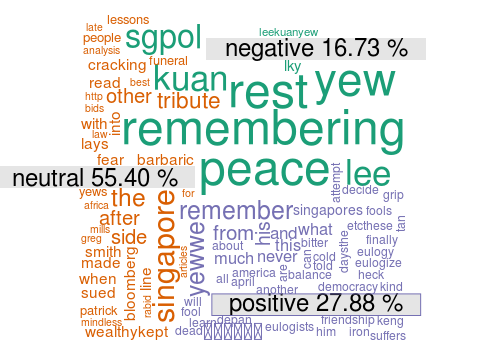 lessons
late
people
sgpol
leekuanyew
negative 16.73 %
analysis
funeral
cracking
kuan
lky
rest
yew
read
best
http
other
tribute
bids
with
into
remembering
law
lays
fear
barbaric
peace
lee
attempt
neutral 55.40 %
yews
the
for
decide
grip
africa
after
singapore
remember
singapores
fools
mills
greg
side
yewwe
from
his
and
what
etcthese
tan
about
this
bitter
finally
smith
much
never
an
cold
daysthe
eulogy
made
bloomberg
line
articles
america
are
told
eulogize
when
all
april
balance
heck
sued
rabid
another
democracy
kind
will
positive 27.88 %
patrick
fool
mindless
learn
depan
friendship
keng
wealthy
kept
dead
eulogists
him
iron
suffers